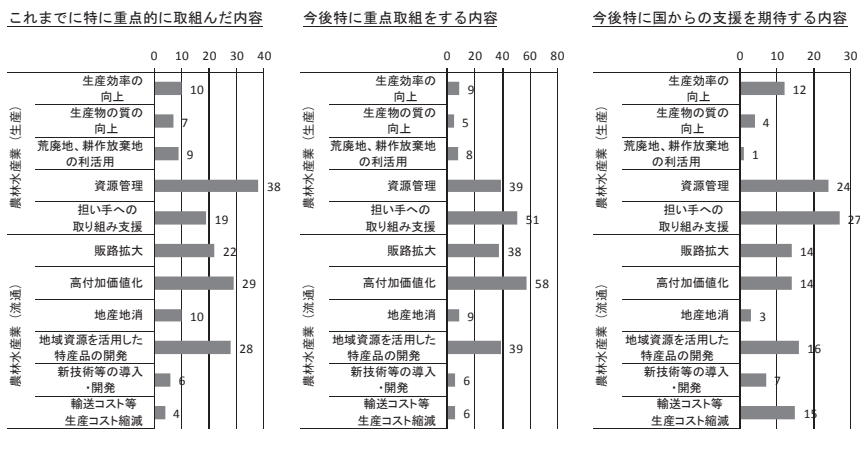 これまでに特に重点的に取組んだ内容
0 10 20 30 40
農林水産業（生産）
生産効率の
向上
10
生産物の質の
向上
7
荒廃地、耕作放棄地
の利活用
9
資源管理
38
担い手への
取り組み支援
19
農林水産業（流通）
販路拡大
22
高付加価値化
29
地産地消
10
地域資源を活用した
特産品の開発
28
新技術等の導入
・開発
6
輸送コスト等
生産コスト縮減
4
今後特に重点取組をする内容
0 20 40 60 80
農林水産業（生産）
生産効率の
向上
9
生産物の質の
向上
5
荒廃地、耕作放棄地
の利活用
8
資源管理
39
担い手への
取り組み支援
51
農林水産業（流通）
販路拡大
38
高付加価値化
58
地産地消
9
地域資源を活用した
特産品の開発
39
新技術等の導入
・開発
6
輸送コスト等
生産コスト縮減
6
今後特に国からの支援を期待する内容
0 10 20 30
農林水産業（生産）
生産効率の
向上
12
生産物の質の
向上
4
荒廃地、耕作放棄地
の利活用
1
資源管理
24
担い手への
取り組み支援
27
農林水産業（流通）
販路拡大
14
高付加価値化
14
地産地消
3
地域資源を活用した
特産品の開発
16
新技術等の導入
・開発
7
輸送コスト等
生産コスト縮減
15